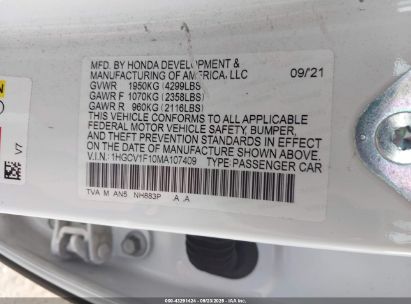 MFD. BY HONDA DEVELOPMENT &
MANUFACTURING OF AMERICA, LLC 09/21
GVWR 1950KG (4299LBS)
GAWR F 1070KG (2358LBS)
GAWR R 960KG (2116LBS)
THIS VEHICLE CONFORMS TO ALL APPLICABLE
FEDERAL MOTOR VEHICLE SAFETY, BUMPER,
AND THEFT PREVENTION STANDARDS IN EFFECT
ON THE DATE OF MANUFACTURE SHOWN ABOVE.
V.I.N.: 1HGCV1F10MA107409 TYPE: PASSENGER CAR
TVA M AN5 NH883P A A
V7